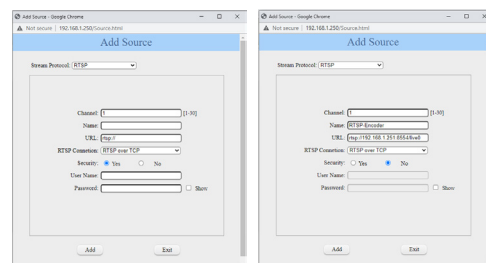 Add Source - Google Chrome
Not secure | 192.168.1.250/Source.html
Add Source
Stream Protocol: RTSP
Channel: 1 [1-30]
Name:
URL: rtsp://
RTSP Connetion: RTSP over TCP
Security: Yes No
User Name:
Password: Show
Add Exit
Add Source - Google Chrome
Not secure | 192.168.1.250/Source.html
Add Source
Stream Protocol: RTSP
Channel: 1 [1-30]
Name: RTSP-Encoder
URL: rtsp://192.168.1.251:8554/live0
RTSP Connetion: RTSP over TCP
Security: Yes No
User Name:
Password: Show
Add Exit